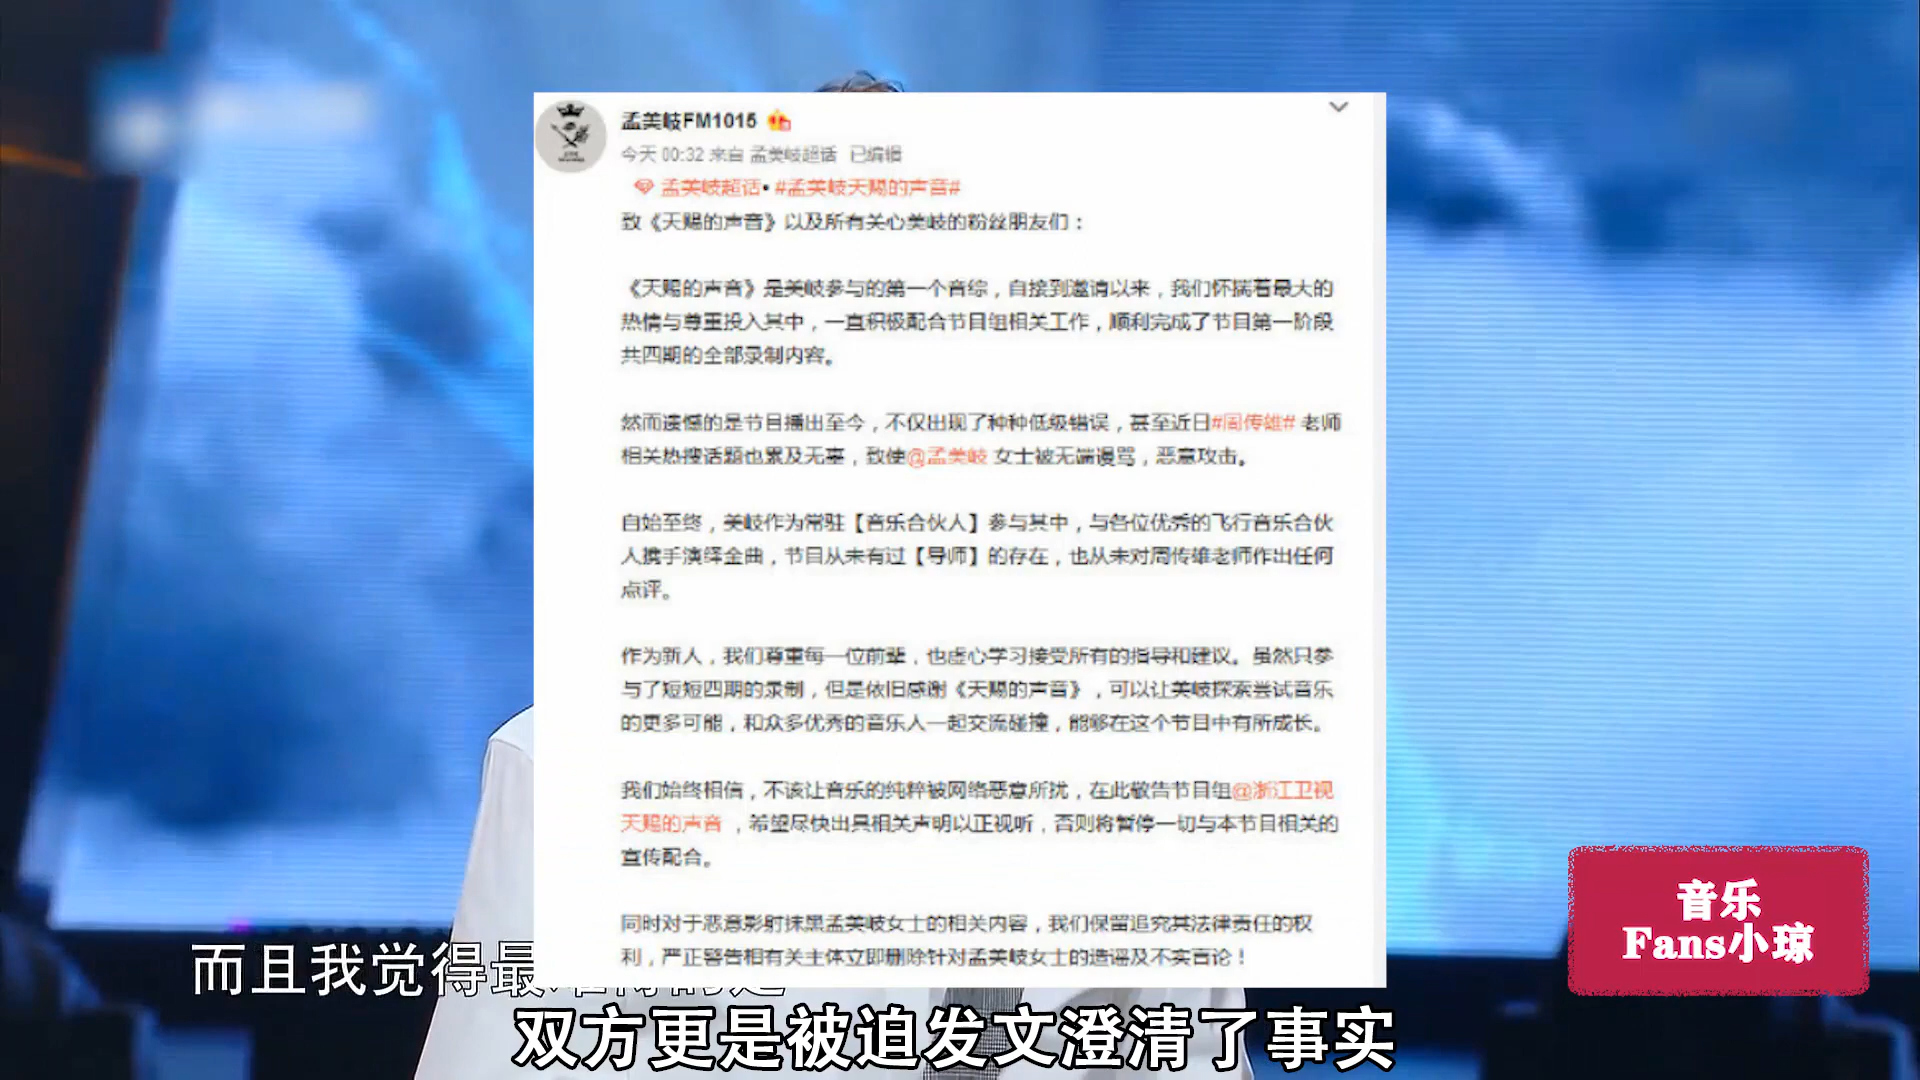 孟美岐FM1015
今天 00:32 来自 孟美岐超话 已编辑
孟美岐超话•#孟美岐天赐的声音#
致《天赐的声音》以及所有关心美岐的粉丝朋友们：
《天赐的声音》是美岐参与的第一个音综，自接到邀请以来，我们怀揣着最大的
热情与尊重投入其中，一直积极配合节目组相关工作，顺利完成了节目第一阶段
共四期的全部录制内容。
然而遗憾的是节目播出至今，不仅出现了种种低级错误，甚至近日#周传雄# 老师
相关热搜话题也累及无辜，致使@孟美岐 女士被无端谩骂，恶意攻击。
自始至终，美岐作为常驻【音乐合伙人】参与其中，与各位优秀的飞行音乐合伙
人携手演绎金曲，节目从未有过【导师】的存在，也从未对周传雄老师作出任何
点评。
作为新人，我们尊重每一位前辈，也虚心学习接受所有的指导和建议。虽然只参
与了短短四期的录制，但是依旧感谢《天赐的声音》，可以让美岐探索尝试音乐
的更多可能，和众多优秀的音乐人一起交流碰撞，能够在这个节目中有所成长。
我们始终相信，不该让音乐的纯粹被网络恶意所扰，在此敬告节目组@浙江卫视
天赐的声音 ，希望尽快出具相关声明以正视听，否则将暂停一切与本节目相关的
宣传配合。
同时对于恶意影射抹黑孟美岐女士的相关内容，我们保留追究其法律责任的权
利，严正警告相有关主体立即删除针对孟美岐女士的造谣及不实言论！
音乐
Fans小琼
而且我觉得最
双方更是被迫发文澄清了事实